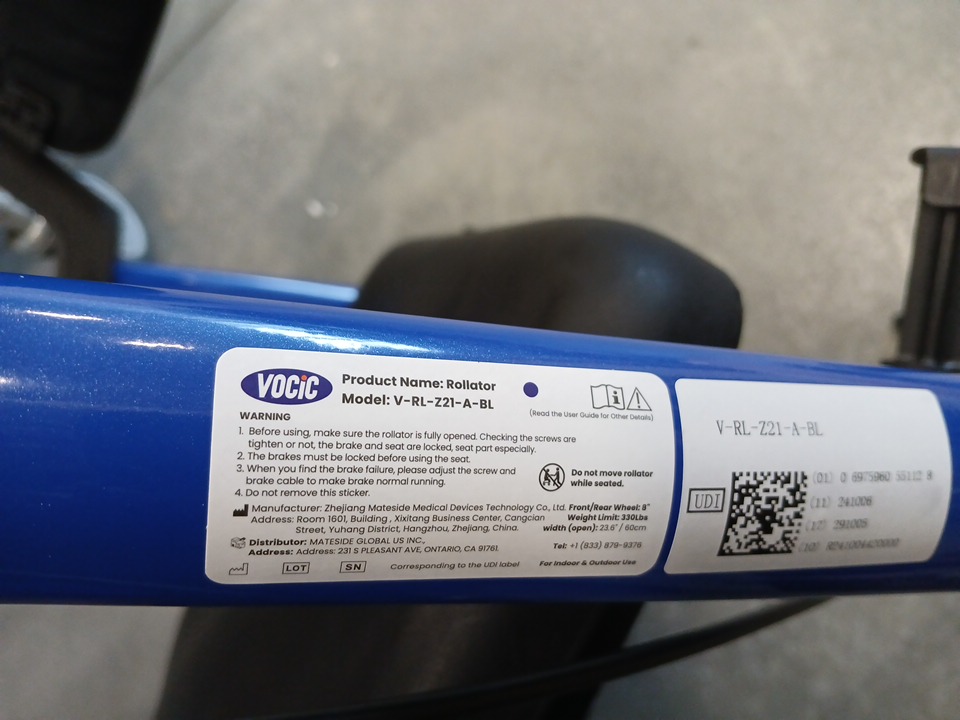 VOCIC
Product Name: Rollator
Model: V-RL-Z21-A-BL
(Read the User Guide for Other Details)
WARNING
1. Before using, make sure the rollator is fully opened. Checking the screws are
tighten or not, the brake and seat are locked, seat part especially.
2. The brakes must be locked before using the seat.
3. When you find the brake failure, please adjust the screw and
brake cable to make brake normal running.
4. Do not remove this sticker.
Do not move rollator
while seated.
Manufacturer: Zhejiang Mateside Medical Devices Technology Co., Ltd.
Address: Room 1601, Building , Xixitang Business Center, Cangcian
Street, Yuhang District, Hangzhou, Zhejiang, China.
Front/Rear Wheel: 8"
Weight Limit: 330Lbs
width (open): 23.6" / 60cm
Distributor: MATESIDE GLOBAL US INC.,
Address: Address: 231 S PLEASANT AVE, ONTARIO, CA 91761.
Tel: +1 (833) 879-9376
LOT
SN
Corresponding to the UDI label
For Indoor & Outdoor Use
V-RL-Z21-A-BL
UDI
(01) 0 6975960 55112 8
(11) 241008